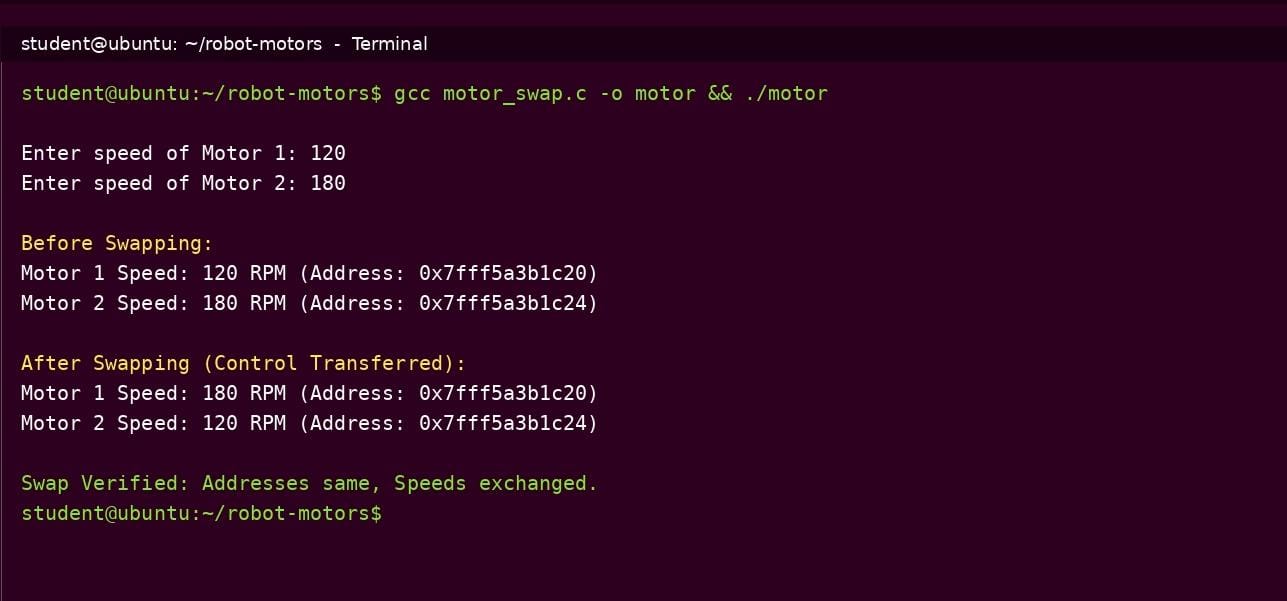 student@ubuntu: ~/robot-motors - Terminal
student@ubuntu:~/robot-motors$ gcc motor_swap.c -o motor && ./motor
Enter speed of Motor 1: 120
Enter speed of Motor 2: 180
Before Swapping:
Motor 1 Speed: 120 RPM (Address: 0x7fff5a3b1c20)
Motor 2 Speed: 180 RPM (Address: 0x7fff5a3b1c24)
After Swapping (Control Transferred):
Motor 1 Speed: 180 RPM (Address: 0x7fff5a3b1c20)
Motor 2 Speed: 120 RPM (Address: 0x7fff5a3b1c24)
Swap Verified: Addresses same, Speeds exchanged.
student@ubuntu:~/robot-motors$